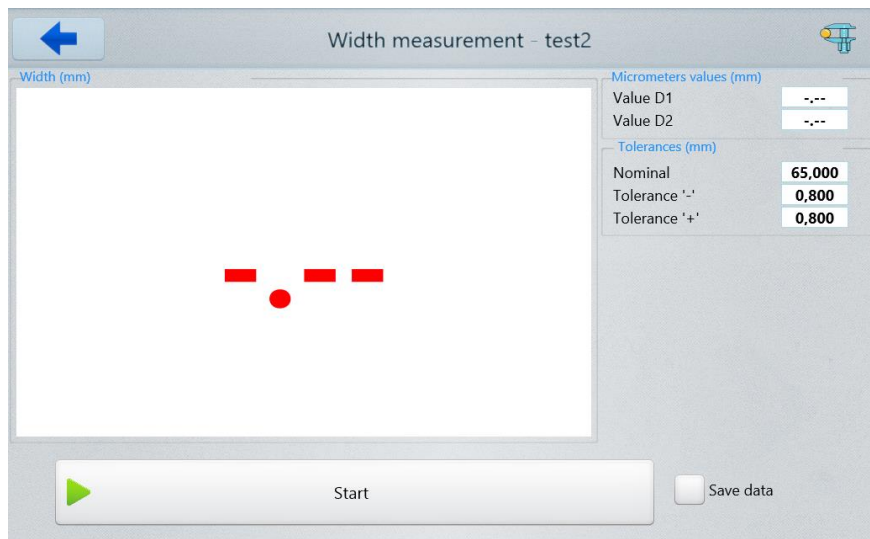 Width measurement - test2
Width (mm)
-.--
Micrometers values (mm)
Value D1 -.--
Value D2 -.--
Tolerances (mm)
Nominal 65,000
Tolerance '-' 0,800
Tolerance '+' 0,800
Start
Save data